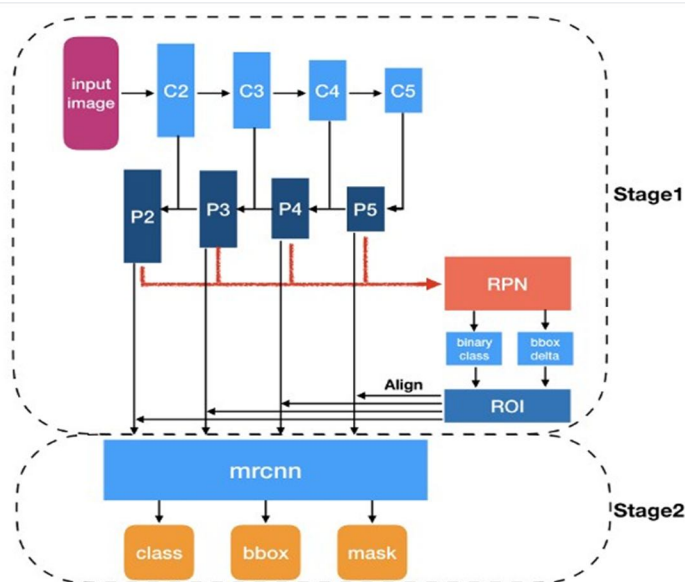 input
image
C2
C3
C4
C5
P2
P3
P4
P5
Stage1
RPN
binary
class
bbox
delta
Align
ROI
mrcnn
Stage2
class
bbox
mask